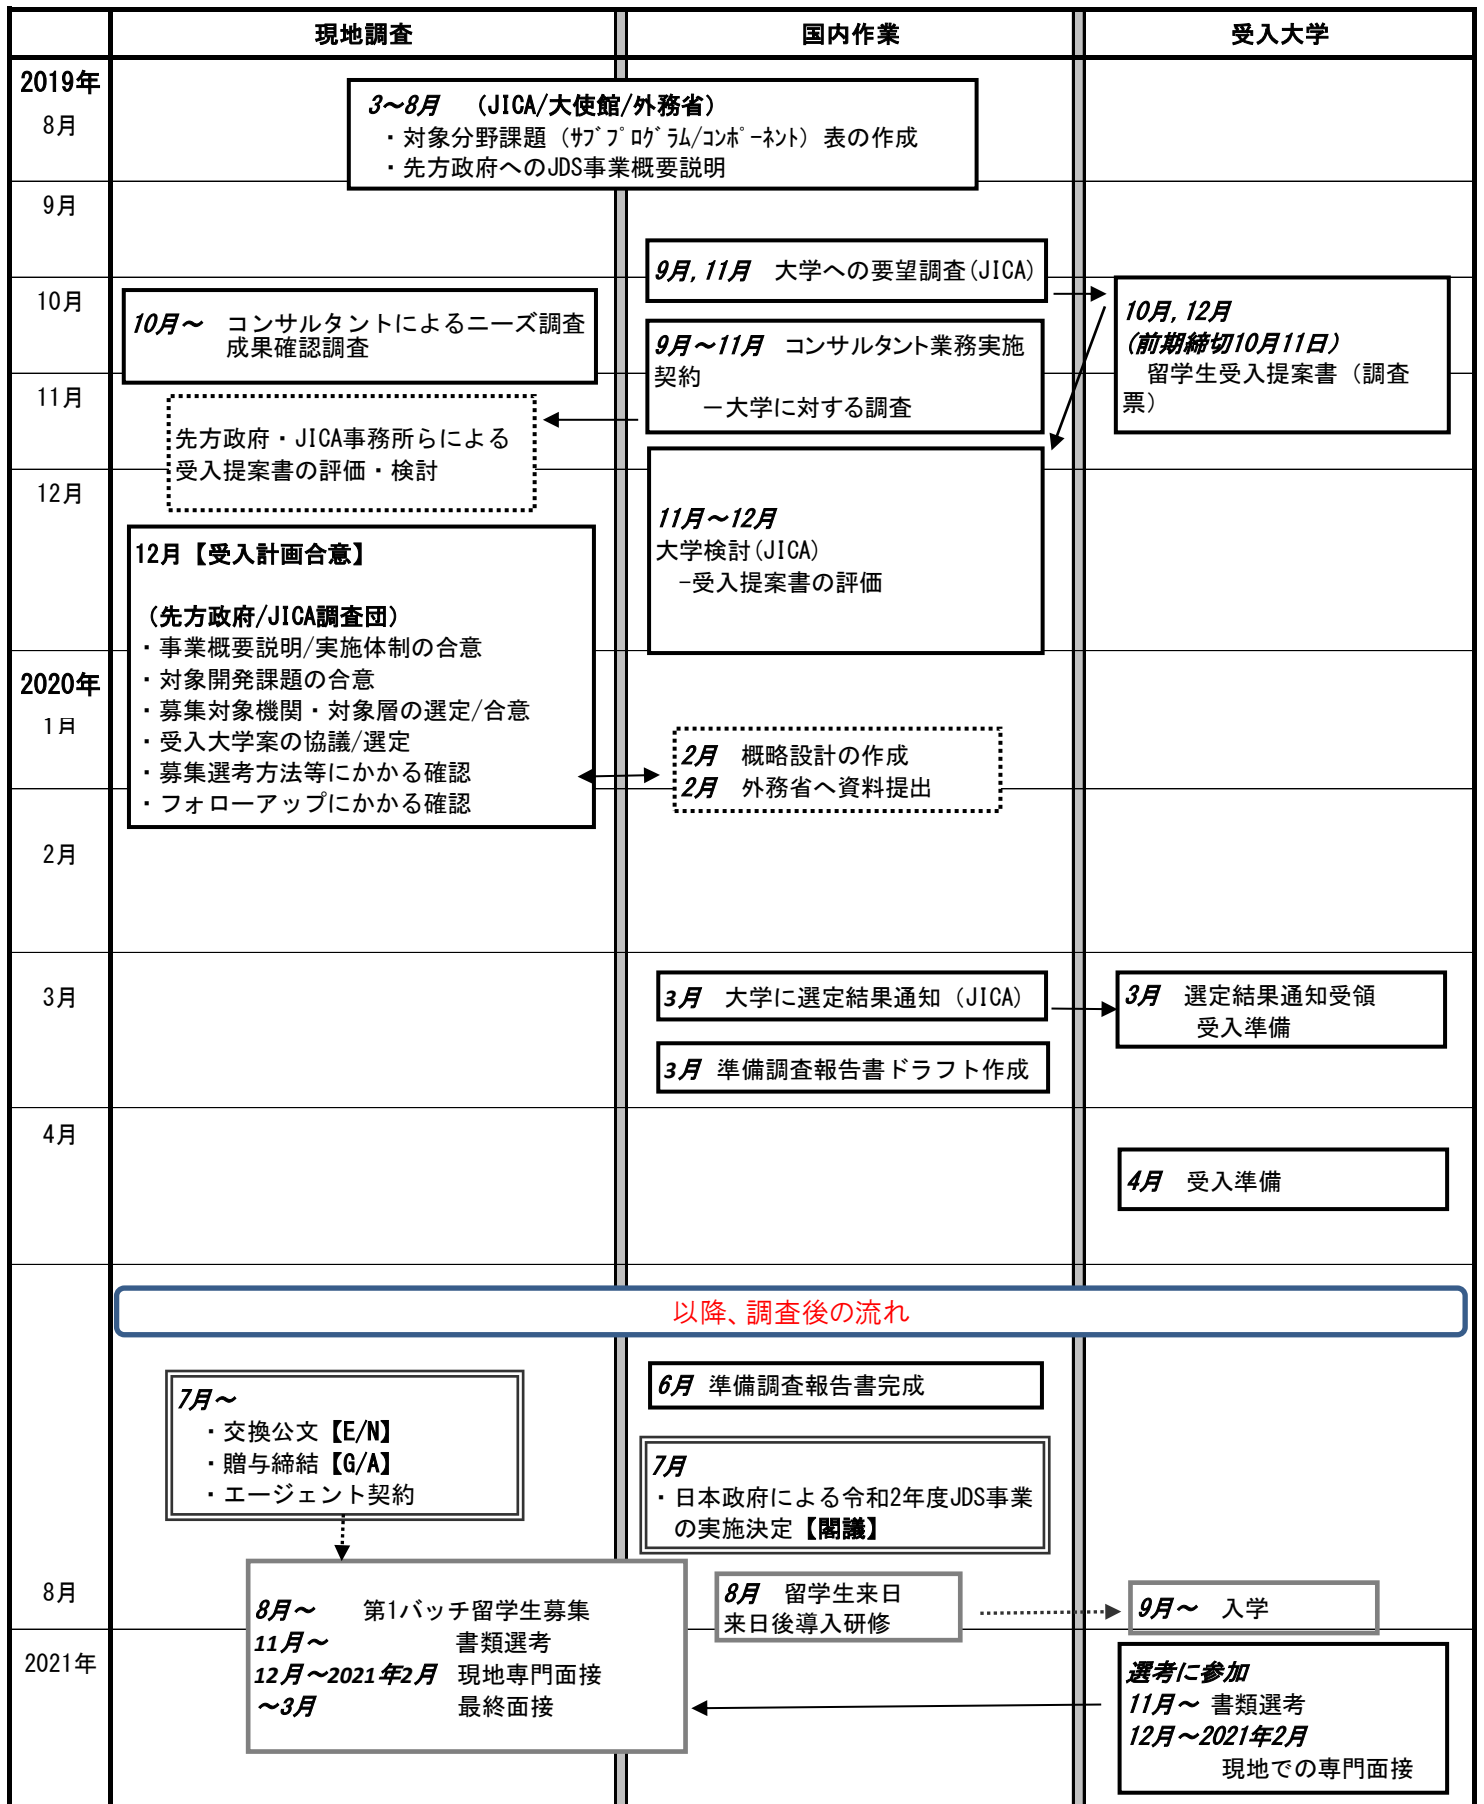 現地調査
国内作業
受入大学
2019年
8月
3～8月 (JICA/大使館/外務省)
・対象分野課題（ｻﾌﾞﾌﾟﾛｸﾞﾗﾑ/ｺﾝﾎﾟｰﾈﾝﾄ）表の作成
・先方政府へのJDS事業概要説明
9月
9月, 11月 大学への要望調査(JICA)
10月
10月～ コンサルタントによるニーズ調査
成果確認調査
9月～11月 コンサルタント業務実施
契約
－大学に対する調査
10月, 12月
(前期締切10月11日)
留学生受入提案書（調査
票）
11月
先方政府・JICA事務所らによる
受入提案書の評価・検討
12月
11月～12月
大学検討(JICA)
-受入提案書の評価
12月【受入計画合意】
（先方政府/JICA調査団）
・事業概要説明/実施体制の合意
・対象開発課題の合意
・募集対象機関・対象層の選定/合意
・受入大学案の協議/選定
・募集選考方法等にかかる確認
・フォローアップにかかる確認
2020年
1月
2月 概略設計の作成
2月 外務省へ資料提出
2月
3月
3月 大学に選定結果通知（JICA）
3月 選定結果通知受領
受入準備
3月 準備調査報告書ドラフト作成
4月
4月 受入準備
以降、調査後の流れ
7月～
・交換公文【E/N】
・贈与締結【G/A】
・エージェント契約
6月 準備調査報告書完成
7月
・日本政府による令和2年度JDS事業
の実施決定【閣議】
8月
8月～ 第1バッチ留学生募集
11月～ 書類選考
12月～2021年2月 現地専門面接
～3月 最終面接
8月 留学生来日
来日後導入研修
9月～ 入学
2021年
選考に参加
11月～ 書類選考
12月～2021年2月
現地での専門面接